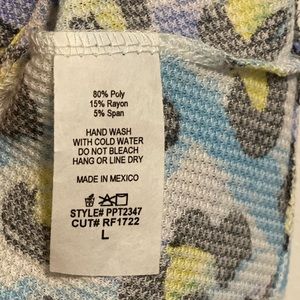 80% Poly
15% Rayon
5% Span
HAND WASH
WITH COLD WATER
DO NOT BLEACH
HANG OR LINE DRY
MADE IN MEXICO
STYLE# PPT2347
CUT# RF1722
L